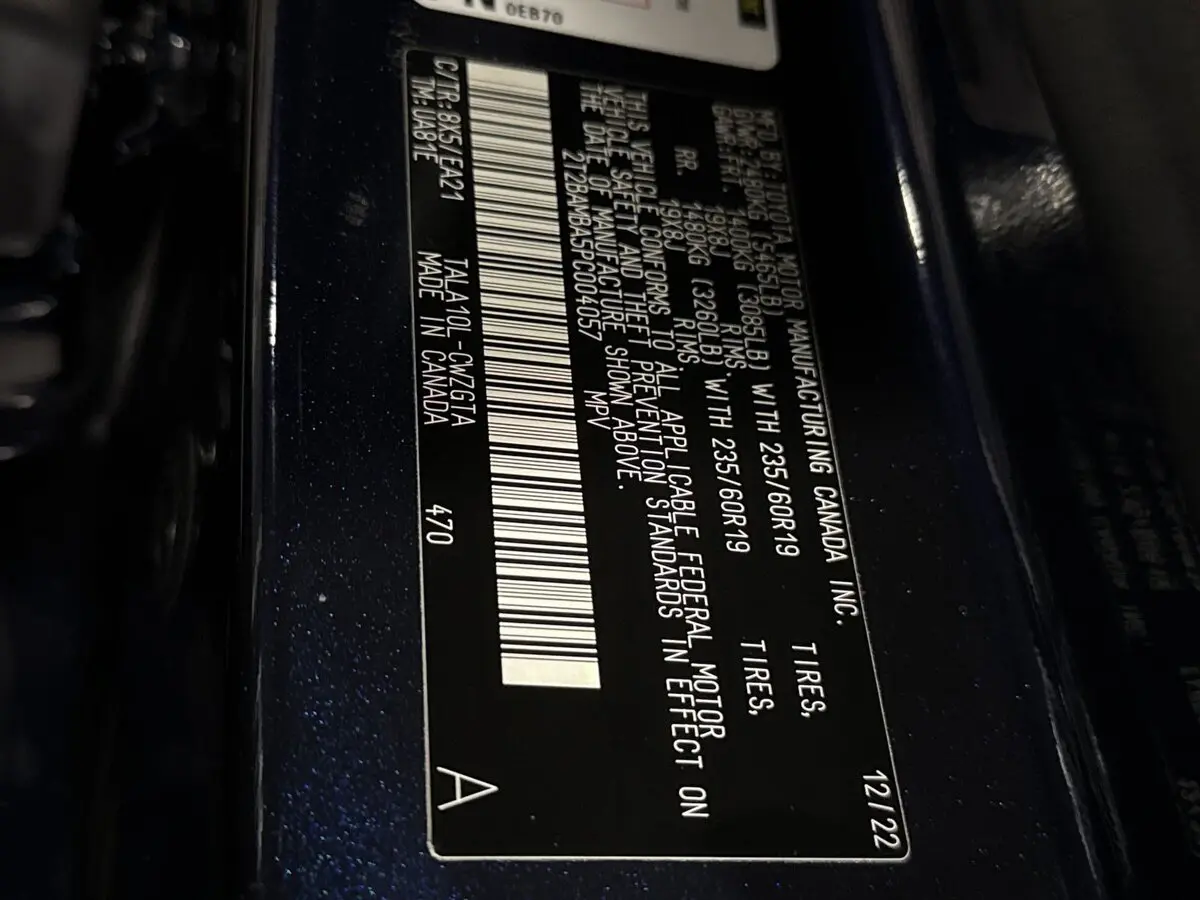 0EB70
MFD BY: TOYOTA MOTOR MANUFACTURING CANADA INC. 12/22
GVWR 2480KG (5465LB)
GAWR FRT. 1400KG (3085LB) WITH 235/60R19 TIRES,
19X8J RIMS.
RR. 1480KG (3260LB) WITH 235/60R19 TIRES,
19X8J RIMS.
THIS VEHICLE CONFORMS TO ALL APPLICABLE FEDERAL MOTOR
VEHICLE SAFETY AND THEFT PREVENTION STANDARDS IN EFFECT ON
THE DATE OF MANUFACTURE SHOWN ABOVE.
2T2BAMBA5PC004057 MPV
C/TR:8X5/EA21 TALA10L-CWZGTA 470 A
TM:UA81E MADE IN CANADA